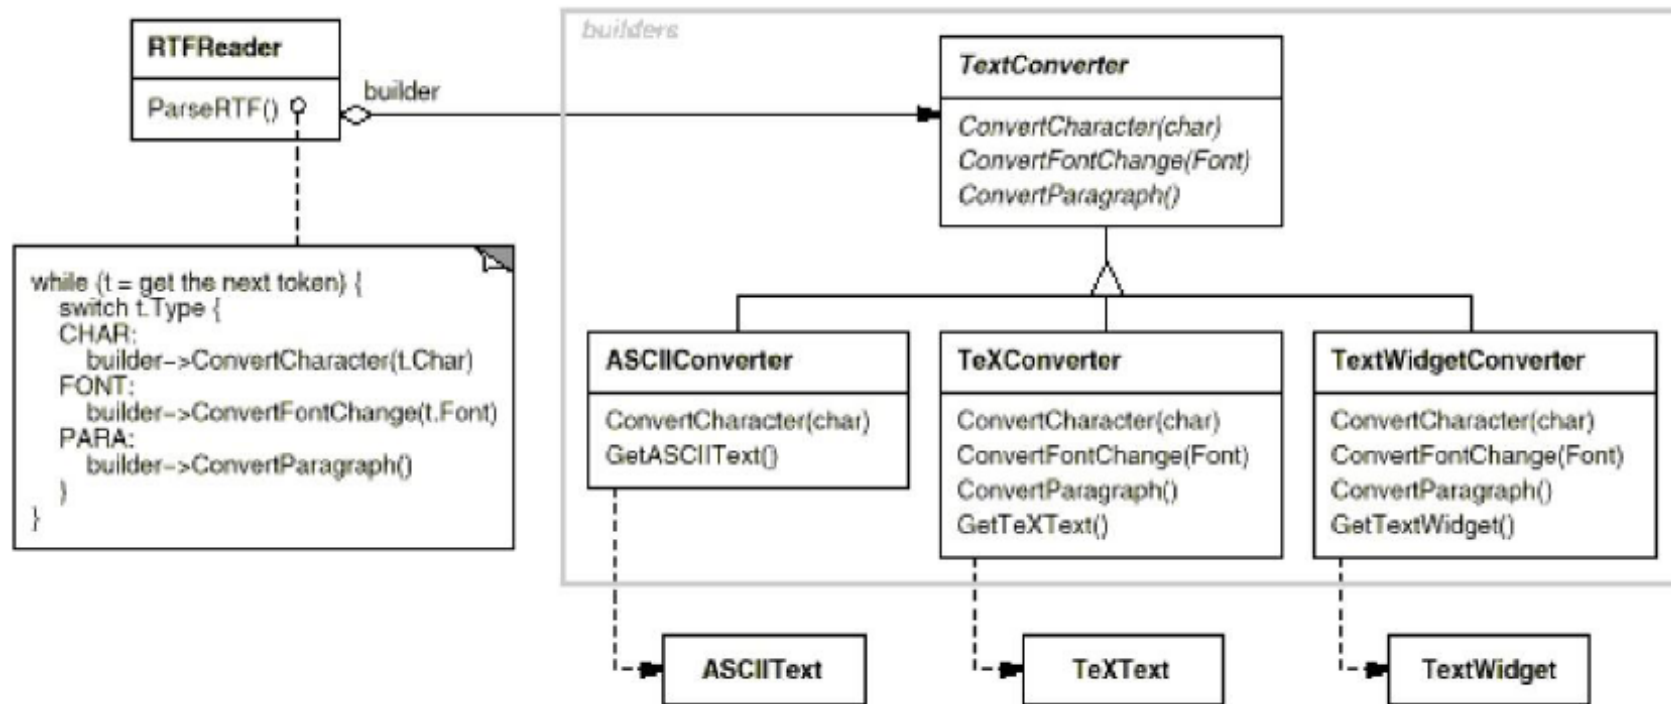 builders
RTFReader
ParseRTF()
builder
TextConverter
ConvertCharacter(char)
ConvertFontChange(Font)
ConvertParagraph()
while (t = get the next token) {
switch t.Type {
CHAR:
builder->ConvertCharacter(t.Char)
FONT:
builder->ConvertFontChange(t.Font)
PARA:
builder->ConvertParagraph()
}
}
ASCIIConverter
ConvertCharacter(char)
GetASCIIText()
TeXConverter
ConvertCharacter(char)
ConvertFontChange(Font)
ConvertParagraph()
GetTeXText()
TextWidgetConverter
ConvertCharacter(char)
ConvertFontChange(Font)
ConvertParagraph()
GetTextWidget()
ASCIIText
TeXText
TextWidget